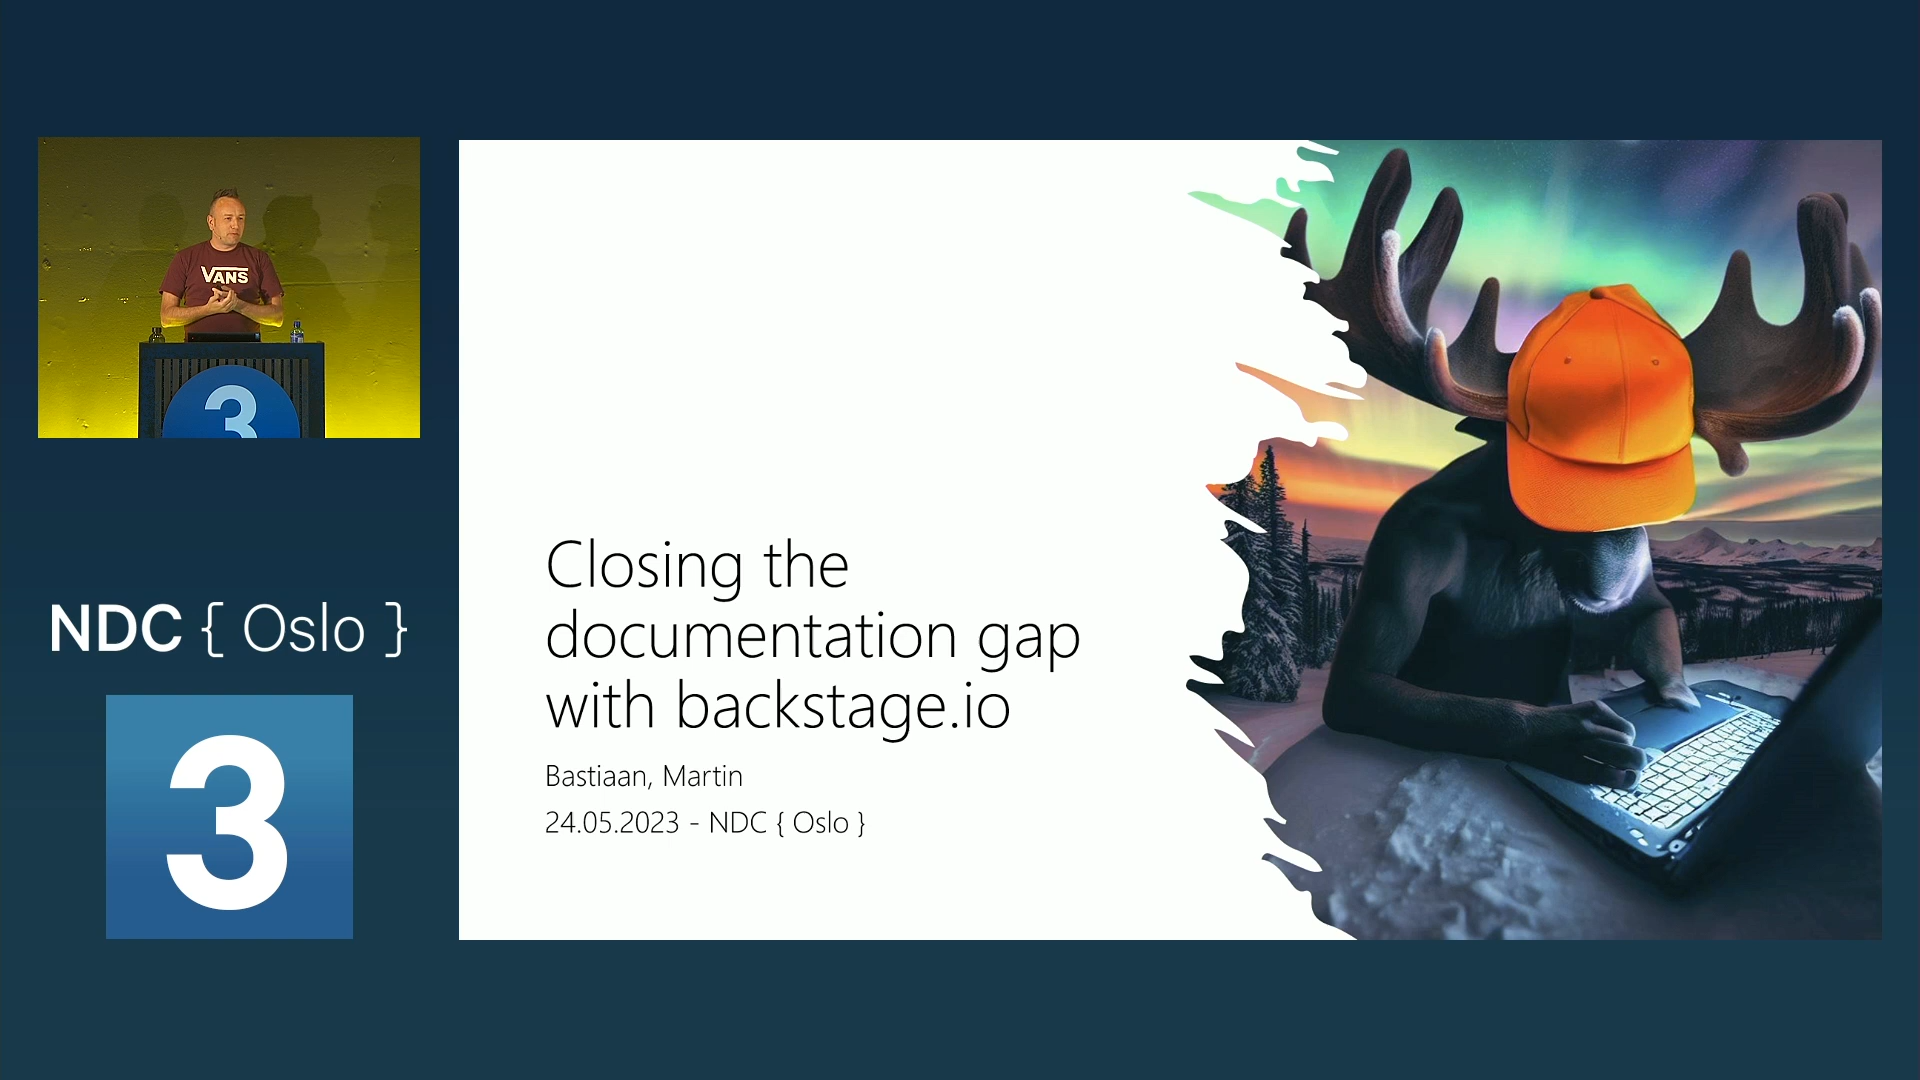 VANS
3
NDC { Oslo }
3
Closing the
documentation gap
with backstage.io
Bastiaan, Martin
24.05.2023 - NDC { Oslo }